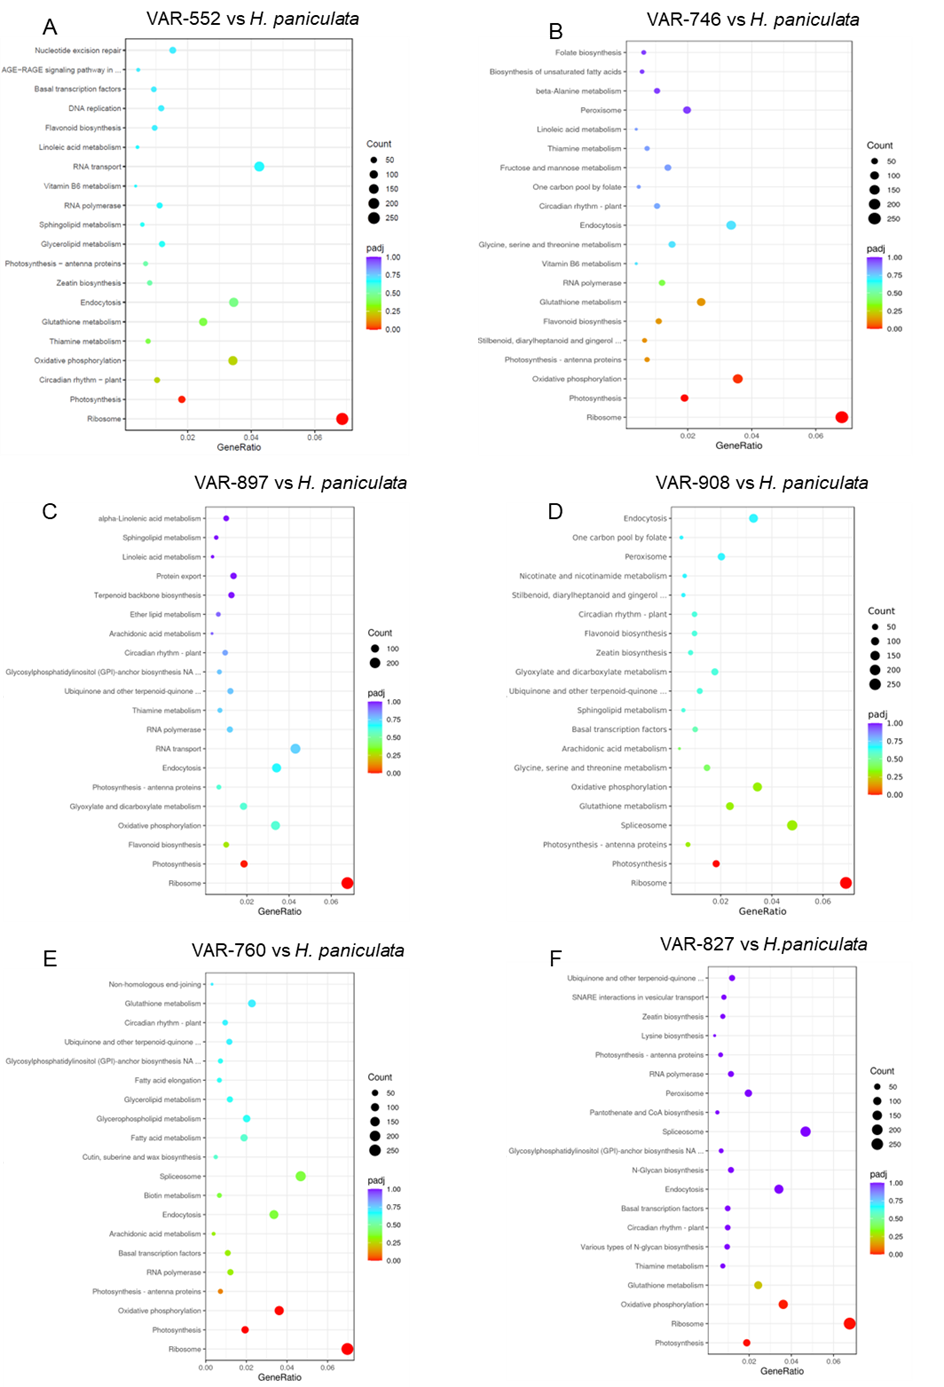 A
VAR-552 vs H. paniculata
Nucleotide excision repair
AGE−RAGE signaling pathway in ...
Basal transcription factors
DNA replication
Flavonoid biosynthesis
Linoleic acid metabolism
RNA transport
Vitamin B6 metabolism
RNA polymerase
Sphingolipid metabolism
Glycerolipid metabolism
Photosynthesis − antenna proteins
Zeatin biosynthesis
Endocytosis
Glutathione metabolism
Thiamine metabolism
Oxidative phosphorylation
Circadian rhythm − plant
Photosynthesis
Ribosome
0.02 0.04 0.06
GeneRatio
Count
50
100
150
200
250
padj
1.00
0.75
0.50
0.25
0.00
B
VAR-746 vs H. paniculata
Folate biosynthesis
Biosynthesis of unsaturated fatty acids
beta-Alanine metabolism
Peroxisome
Linoleic acid metabolism
Thiamine metabolism
Fructose and mannose metabolism
One carbon pool by folate
Circadian rhythm - plant
Endocytosis
Glycine, serine and threonine metabolism
Vitamin B6 metabolism
RNA polymerase
Glutathione metabolism
Flavonoid biosynthesis
Stilbenoid, diarylheptanoid and gingerol ...
Photosynthesis - antenna proteins
Oxidative phosphorylation
Photosynthesis
Ribosome
0.02 0.04 0.06
GeneRatio
Count
50
100
150
200
250
padj
1.00
0.75
0.50
0.25
0.00
C
VAR-897 vs H. paniculata
alpha-Linolenic acid metabolism
Sphingolipid metabolism
Linoleic acid metabolism
Protein export
Terpenoid backbone biosynthesis
Ether lipid metabolism
Arachidonic acid metabolism
Circadian rhythm - plant
Glycosylphosphatidylinositol (GPI)-anchor biosynthesis NA ...
Ubiquinone and other terpenoid-quinone ...
Thiamine metabolism
RNA polymerase
RNA transport
Endocytosis
Photosynthesis - antenna proteins
Glyoxylate and dicarboxylate metabolism
Oxidative phosphorylation
Flavonoid biosynthesis
Photosynthesis
Ribosome
0.02 0.04 0.06
GeneRatio
Count
100
200
padj
1.00
0.75
0.50
0.25
0.00
D
VAR-908 vs H. paniculata
Endocytosis
One carbon pool by folate
Peroxisome
Nicotinate and nicotinamide metabolism
Stilbenoid, diarylheptanoid and gingerol ...
Circadian rhythm - plant
Flavonoid biosynthesis
Zeatin biosynthesis
Glyoxylate and dicarboxylate metabolism
Ubiquinone and other terpenoid-quinone ...
Sphingolipid metabolism
Basal transcription factors
Arachidonic acid metabolism
Glycine, serine and threonine metabolism
Oxidative phosphorylation
Glutathione metabolism
Spliceosome
Photosynthesis - antenna proteins
Photosynthesis
Ribosome
0.02 0.04 0.06
GeneRatio
Count
50
100
150
200
250
padj
1.00
0.75
0.50
0.25
0.00
E
VAR-760 vs H. paniculata
Non-homologous end-joining
Glutathione metabolism
Circadian rhythm - plant
Ubiquinone and other terpenoid-quinone ...
Glycosylphosphatidylinositol (GPI)-anchor biosynthesis NA ...
Fatty acid elongation
Glycerolipid metabolism
Glycerophospholipid metabolism
Fatty acid metabolism
Cutin, suberine and wax biosynthesis
Spliceosome
Biotin metabolism
Endocytosis
Arachidonic acid metabolism
Basal transcription factors
RNA polymerase
Photosynthesis - antenna proteins
Oxidative phosphorylation
Photosynthesis
Ribosome
0.00 0.02 0.04 0.06
GeneRatio
Count
50
100
150
200
250
padj
1.00
0.75
0.50
0.25
0.00
F
VAR-827 vs H.paniculata
Ubiquinone and other terpenoid-quinone ...
SNARE interactions in vesicular transport
Zeatin biosynthesis
Lysine biosynthesis
Photosynthesis - antenna proteins
RNA polymerase
Peroxisome
Pantothenate and CoA biosynthesis
Spliceosome
Glycosylphosphatidylinositol (GPI)-anchor biosynthesis NA ...
N-Glycan biosynthesis
Endocytosis
Basal transcription factors
Circadian rhythm - plant
Various types of N-glycan biosynthesis
Thiamine metabolism
Glutathione metabolism
Oxidative phosphorylation
Ribosome
Photosynthesis
0.02 0.04 0.06
GeneRatio
Count
50
100
150
200
250
padj
1.00
0.75
0.50
0.25
0.00